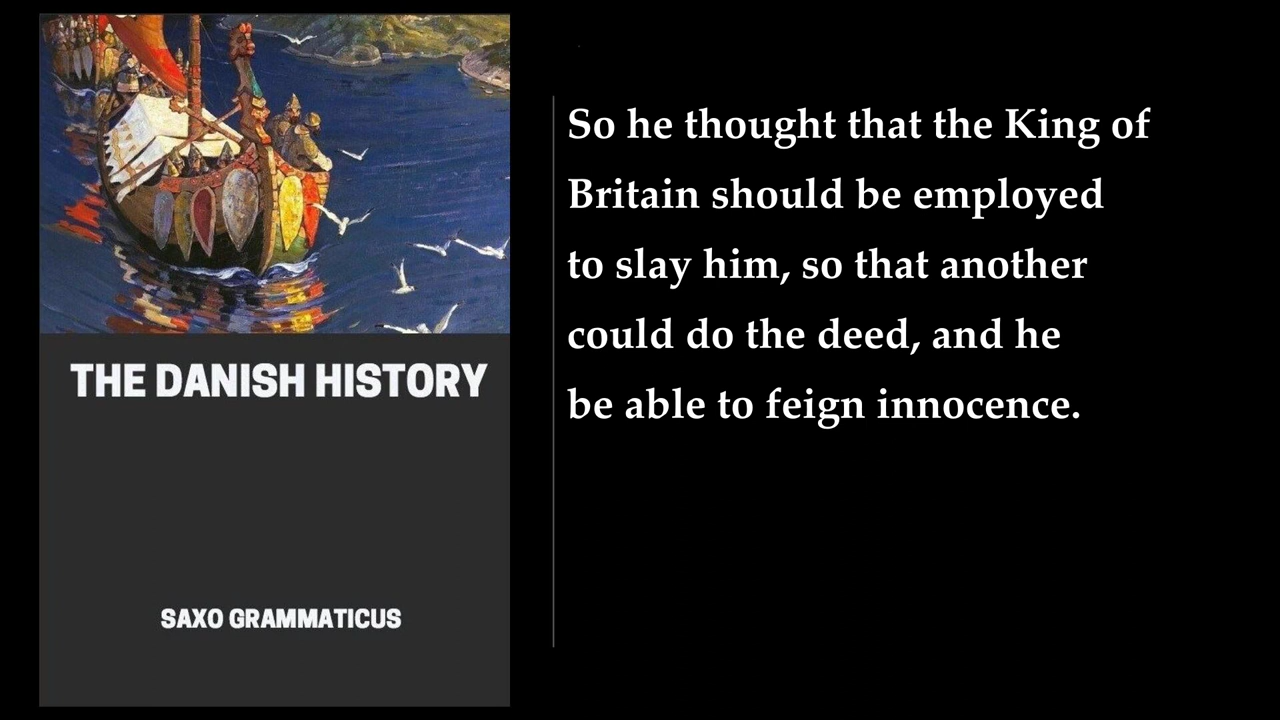 THE DANISH HISTORY
SAXO GRAMMATICUS
So he thought that the King of
Britain should be employed
to slay him, so that another
could do the deed, and he
be able to feign innocence.